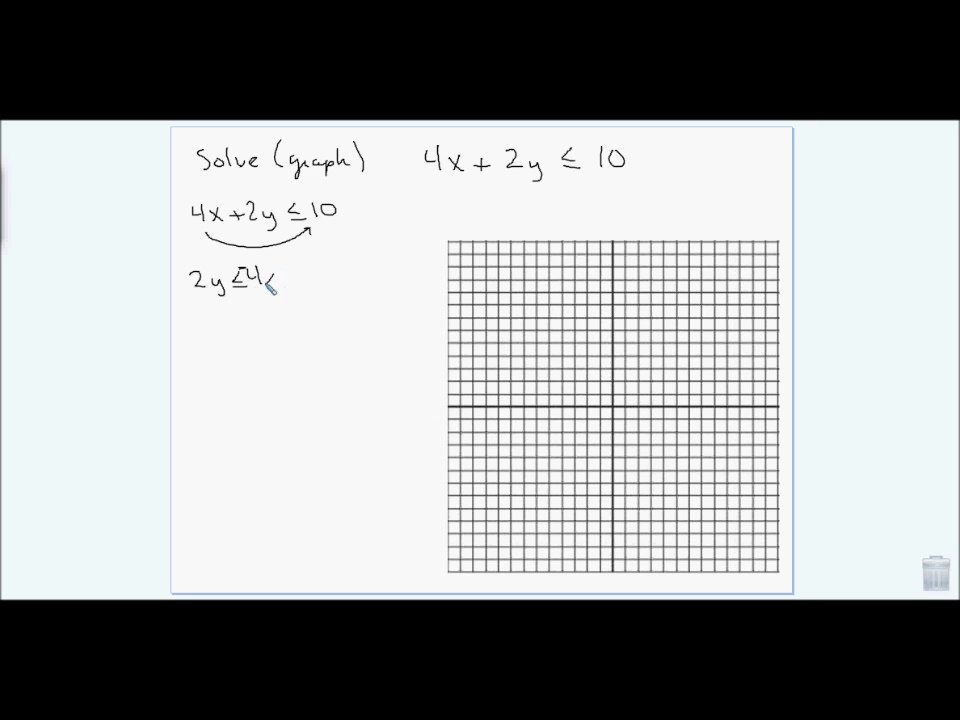 Solve (graph) 4x + 2y ≤ 10
4x + 2y ≤ 10
2y ≤ -4